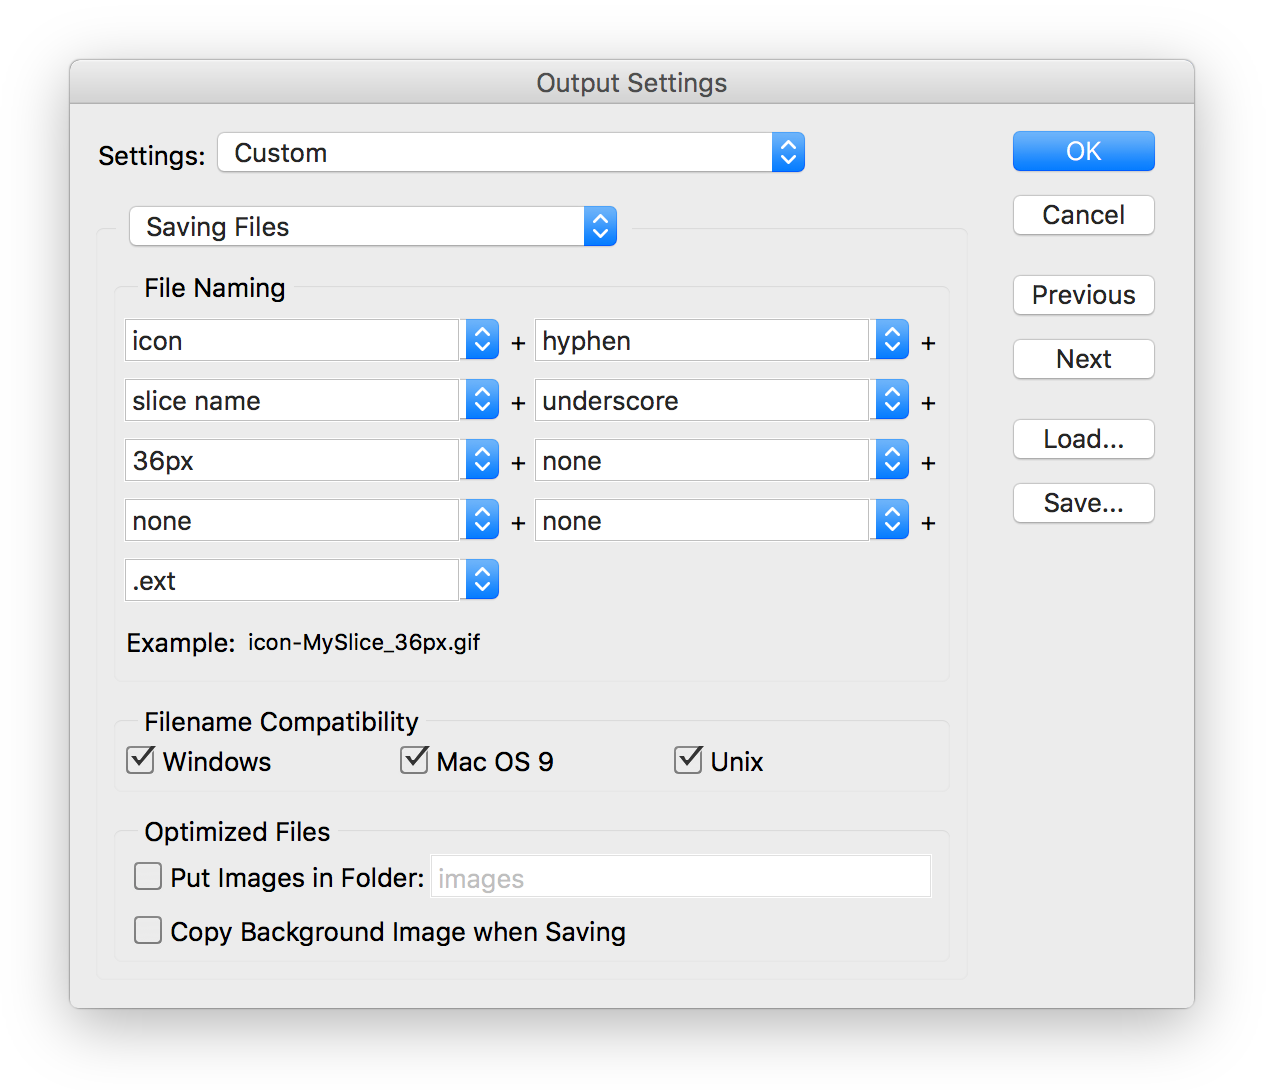 Output Settings
Settings: Custom
OK
Saving Files
Cancel
File Naming
Previous
icon + hyphen +
Next
slice name + underscore +
Load...
36px + none +
Save...
none + none +
.ext
Example: icon-MySlice_36px.gif
Filename Compatibility
Windows Mac OS 9 Unix
Optimized Files
Put Images in Folder: images
Copy Background Image when Saving